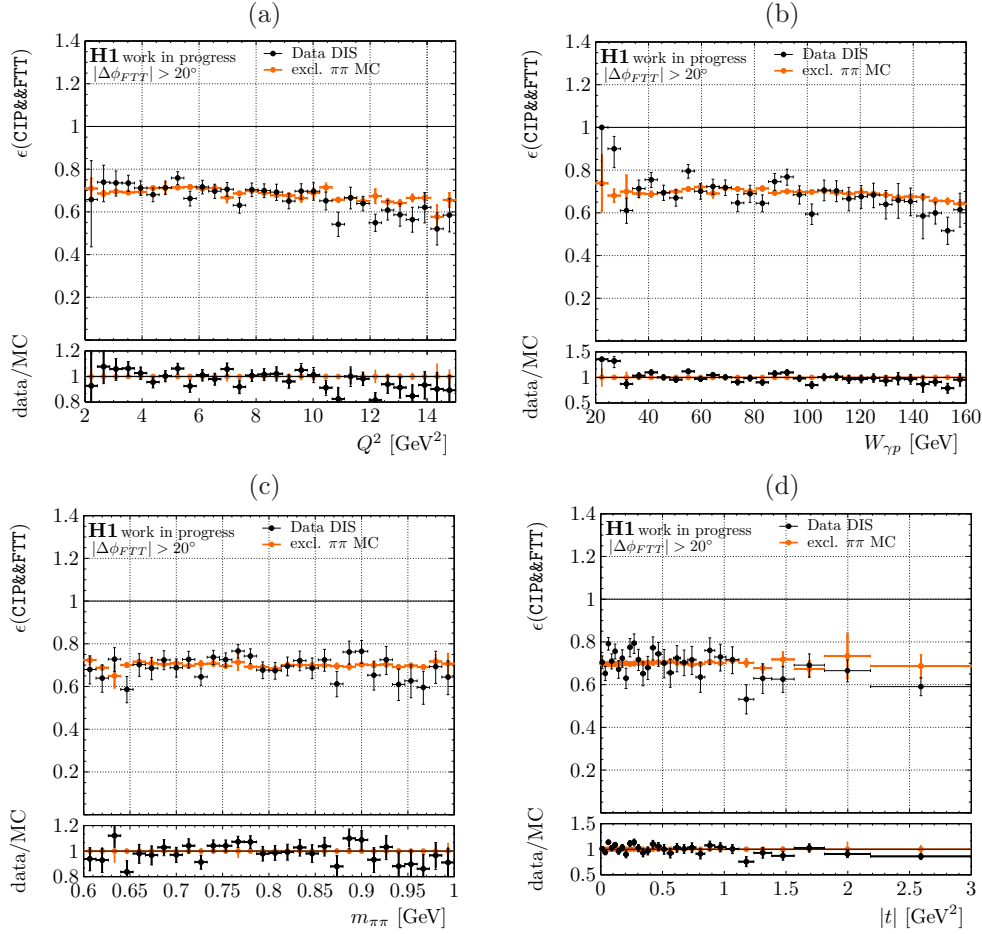 (a)
ϵ(CIP&&FTT)
1.4
1.2
1
0.8
0.6
0.4
0.2
H1 work in progress
|Δϕ_FTT| > 20°
Data DIS
excl. ππ MC
data/MC
1.2
1
0.8
2 4 6 8 10 12 14
Q² [GeV²]
(b)
ϵ(CIP&&FTT)
1.4
1.2
1
0.8
0.6
0.4
0.2
H1 work in progress
|Δϕ_FTT| > 20°
Data DIS
excl. ππ MC
data/MC
1.5
1
0.5
20 40 60 80 100 120 140 160
W_γp [GeV]
(c)
ϵ(CIP&&FTT)
1.4
1.2
1
0.8
0.6
0.4
0.2
H1 work in progress
|Δϕ_FTT| > 20°
Data DIS
excl. ππ MC
data/MC
1.2
1
0.8
0.6 0.65 0.7 0.75 0.8 0.85 0.9 0.95 1
m_ππ [GeV]
(d)
ϵ(CIP&&FTT)
1.4
1.2
1
0.8
0.6
0.4
0.2
H1 work in progress
|Δϕ_FTT| > 20°
Data DIS
excl. ππ MC
data/MC
1.5
1
0.5
0 0.5 1 1.5 2 2.5 3
|t| [GeV²]